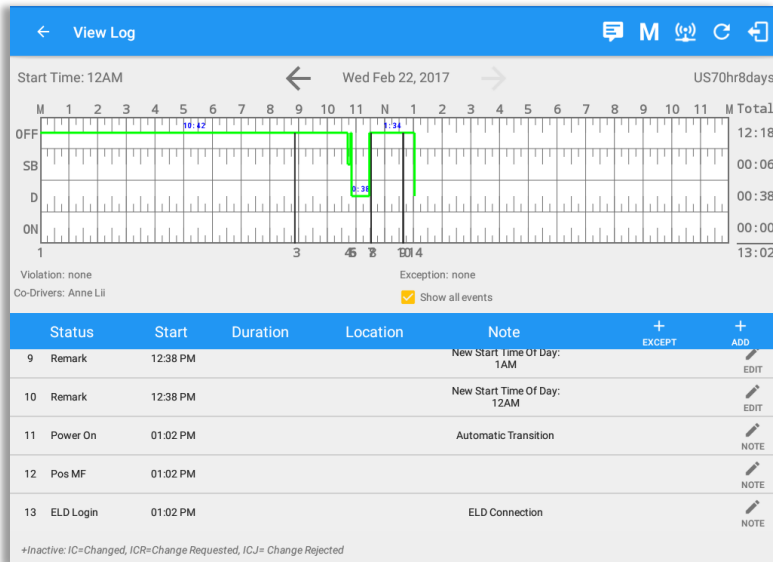 View Log M
Start Time: 12AM Wed Feb 22, 2017 US70hr8days
M 1 2 3 4 5 6 7 8 9 10 11 N 1 2 3 4 5 6 7 8 9 10 11 M Total
10:42 1:34
OFF 12:18
SB 00:06
D 0:38 00:38
ON 00:00
1 3 14 13:02
Violation: none Exception: none
Co-Drivers: Anne Lii
Show all events
Status Start Duration Location Note + EXCEPT + ADD
9 Remark 12:38 PM New Start Time Of Day:
1AM EDIT
10 Remark 12:38 PM New Start Time Of Day:
12AM EDIT
11 Power On 01:02 PM Automatic Transition NOTE
12 Pos MF 01:02 PM NOTE
13 ELD Login 01:02 PM ELD Connection NOTE
+Inactive: IC=Changed, ICR=Change Requested, ICJ= Change Rejected